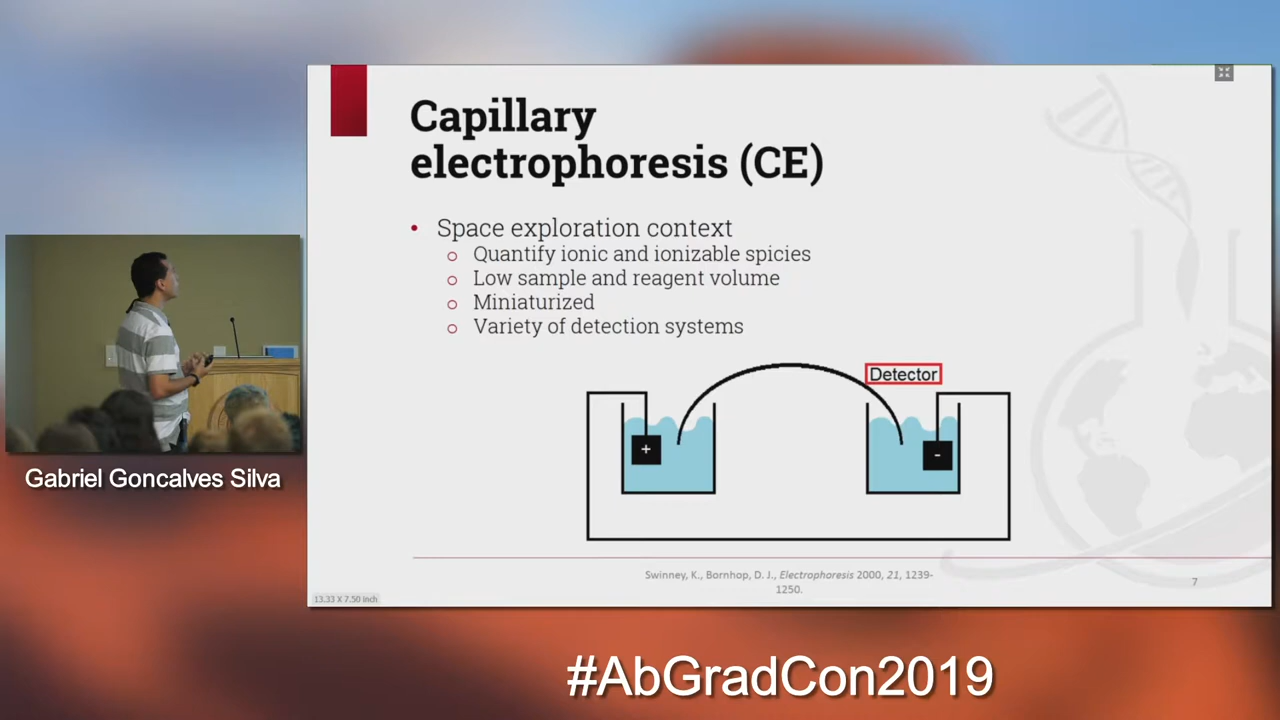 Capillary
electrophoresis (CE)
• Space exploration context
o Quantify ionic and ionizable spicies
o Low sample and reagent volume
o Miniaturized
o Variety of detection systems
Detector
+
-
Swinney, K., Bornhop, D. J., Electrophoresis 2000, 21, 1239-
1250.
7
13.33 X 7.50 Inch
Gabriel Goncalves Silva
#AbGradCon2019